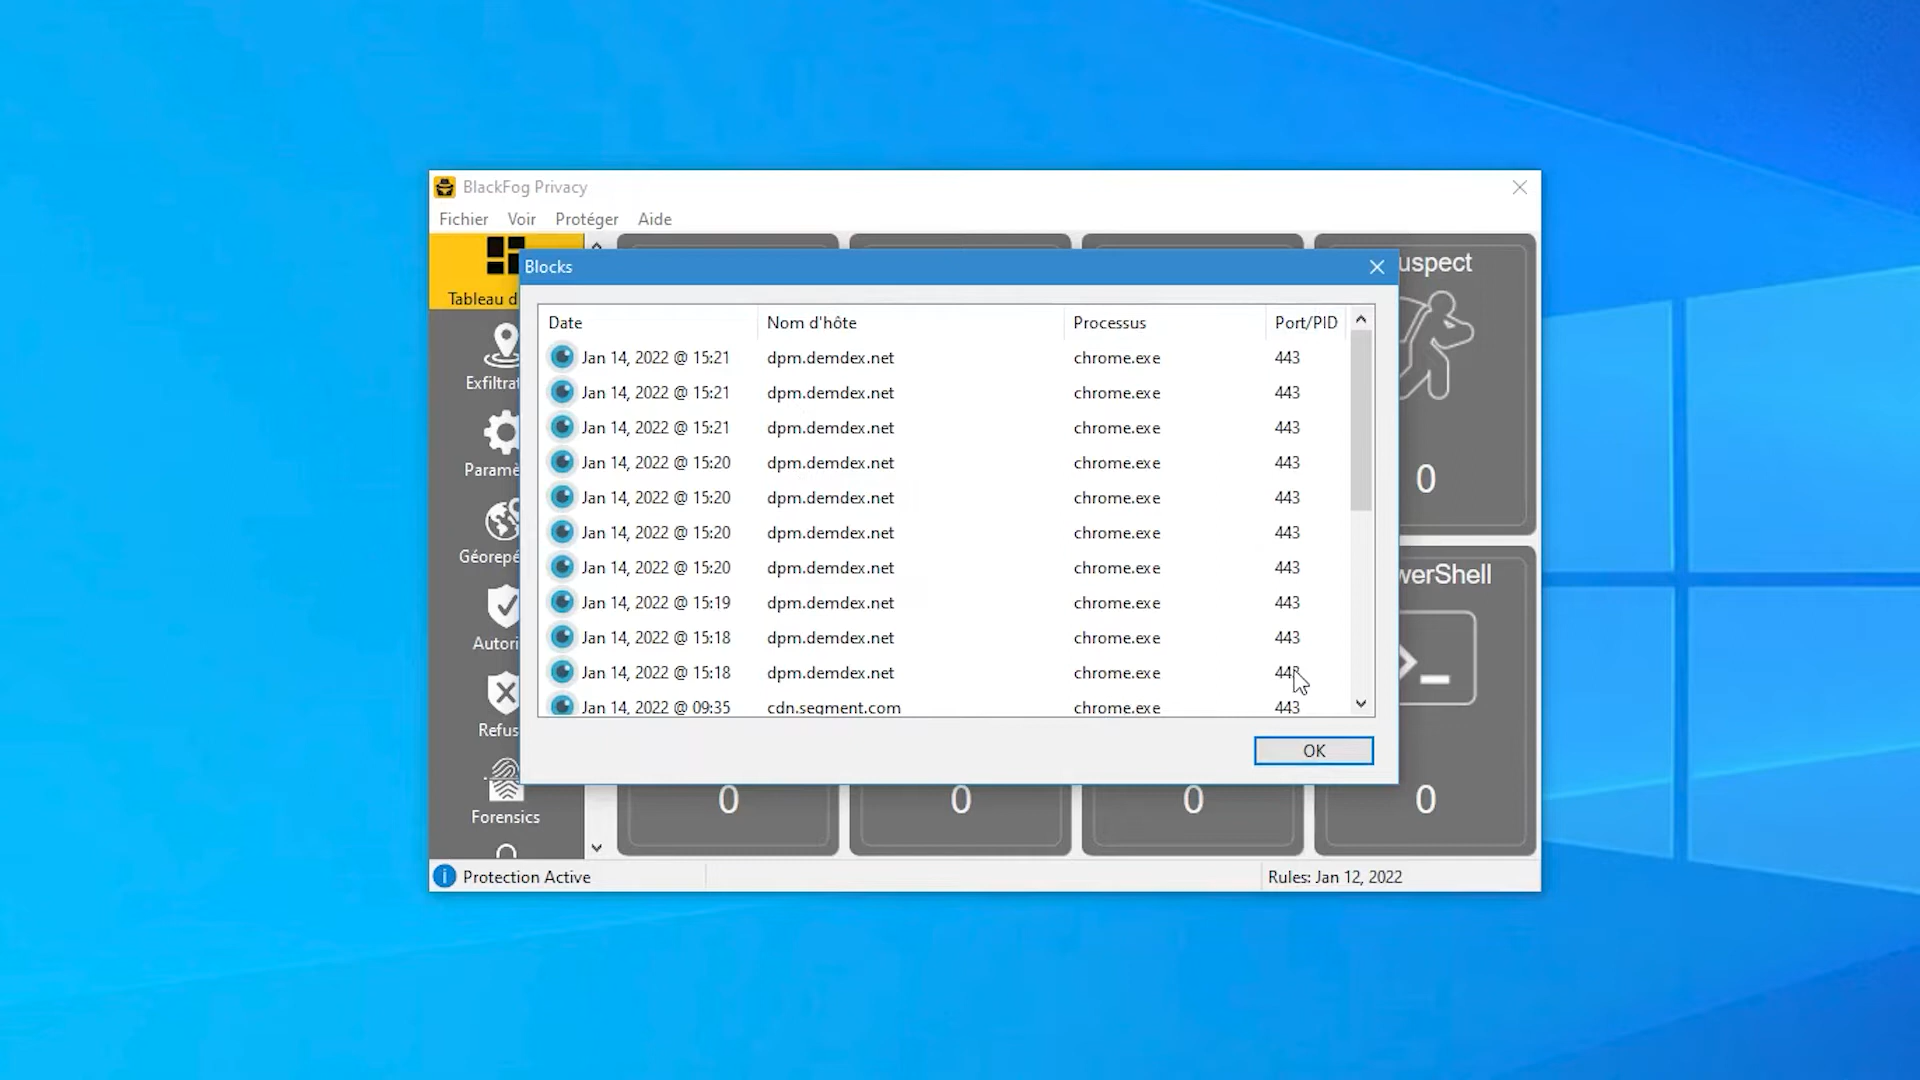 BlackFog Privacy
Fichier Voir Protéger Aide
Blocks
uspect
Tableau d
Date Nom d'hôte Processus Port/PID
Jan 14, 2022 @ 15:21 dpm.demdex.net chrome.exe 443
Jan 14, 2022 @ 15:21 dpm.demdex.net chrome.exe 443
Jan 14, 2022 @ 15:21 dpm.demdex.net chrome.exe 443
Jan 14, 2022 @ 15:20 dpm.demdex.net chrome.exe 443
Jan 14, 2022 @ 15:20 dpm.demdex.net chrome.exe 443
Jan 14, 2022 @ 15:20 dpm.demdex.net chrome.exe 443
Jan 14, 2022 @ 15:20 dpm.demdex.net chrome.exe 443
Jan 14, 2022 @ 15:19 dpm.demdex.net chrome.exe 443
Jan 14, 2022 @ 15:18 dpm.demdex.net chrome.exe 443
Jan 14, 2022 @ 15:18 dpm.demdex.net chrome.exe 443
Jan 14, 2022 @ 09:35 cdn.segment.com chrome.exe 443
OK
Exfiltrat
Paramè
Géorepé
Autori
Refus
Forensics
0
werShell
0 0 0 0
Protection Active
Rules: Jan 12, 2022